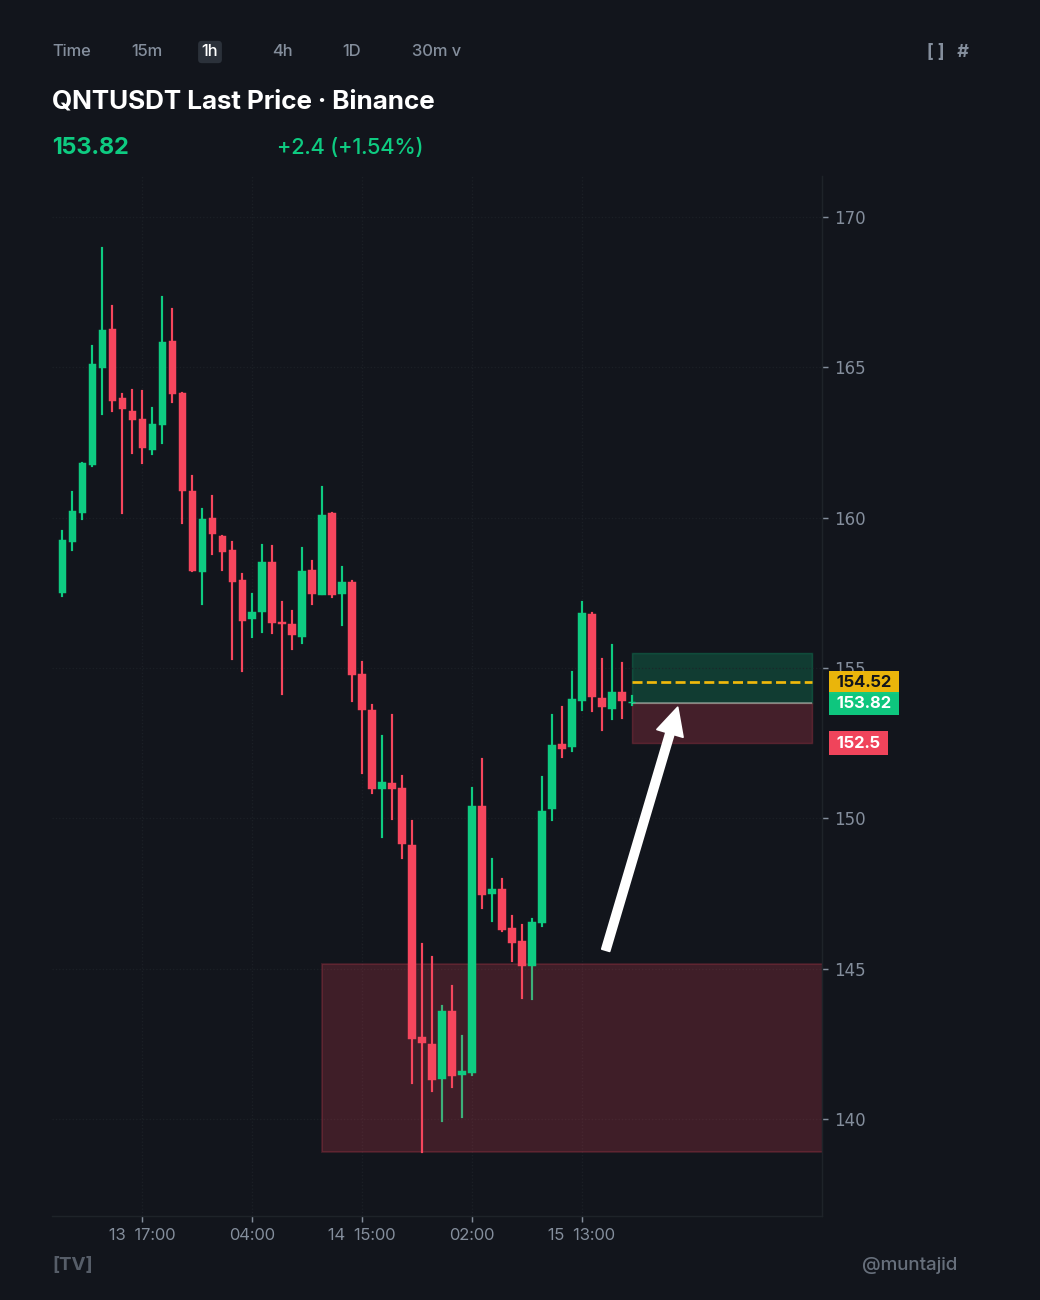 Time 15m 1h 4h 1D 30m v [ ] #
QNTUSDT Last Price · Binance
153.82 +2.4 (+1.54%)
170
165
160
155
154.52
153.82
152.5
150
145
140
13 17:00 04:00 14 15:00 02:00 15 13:00
[TV] @muntajid